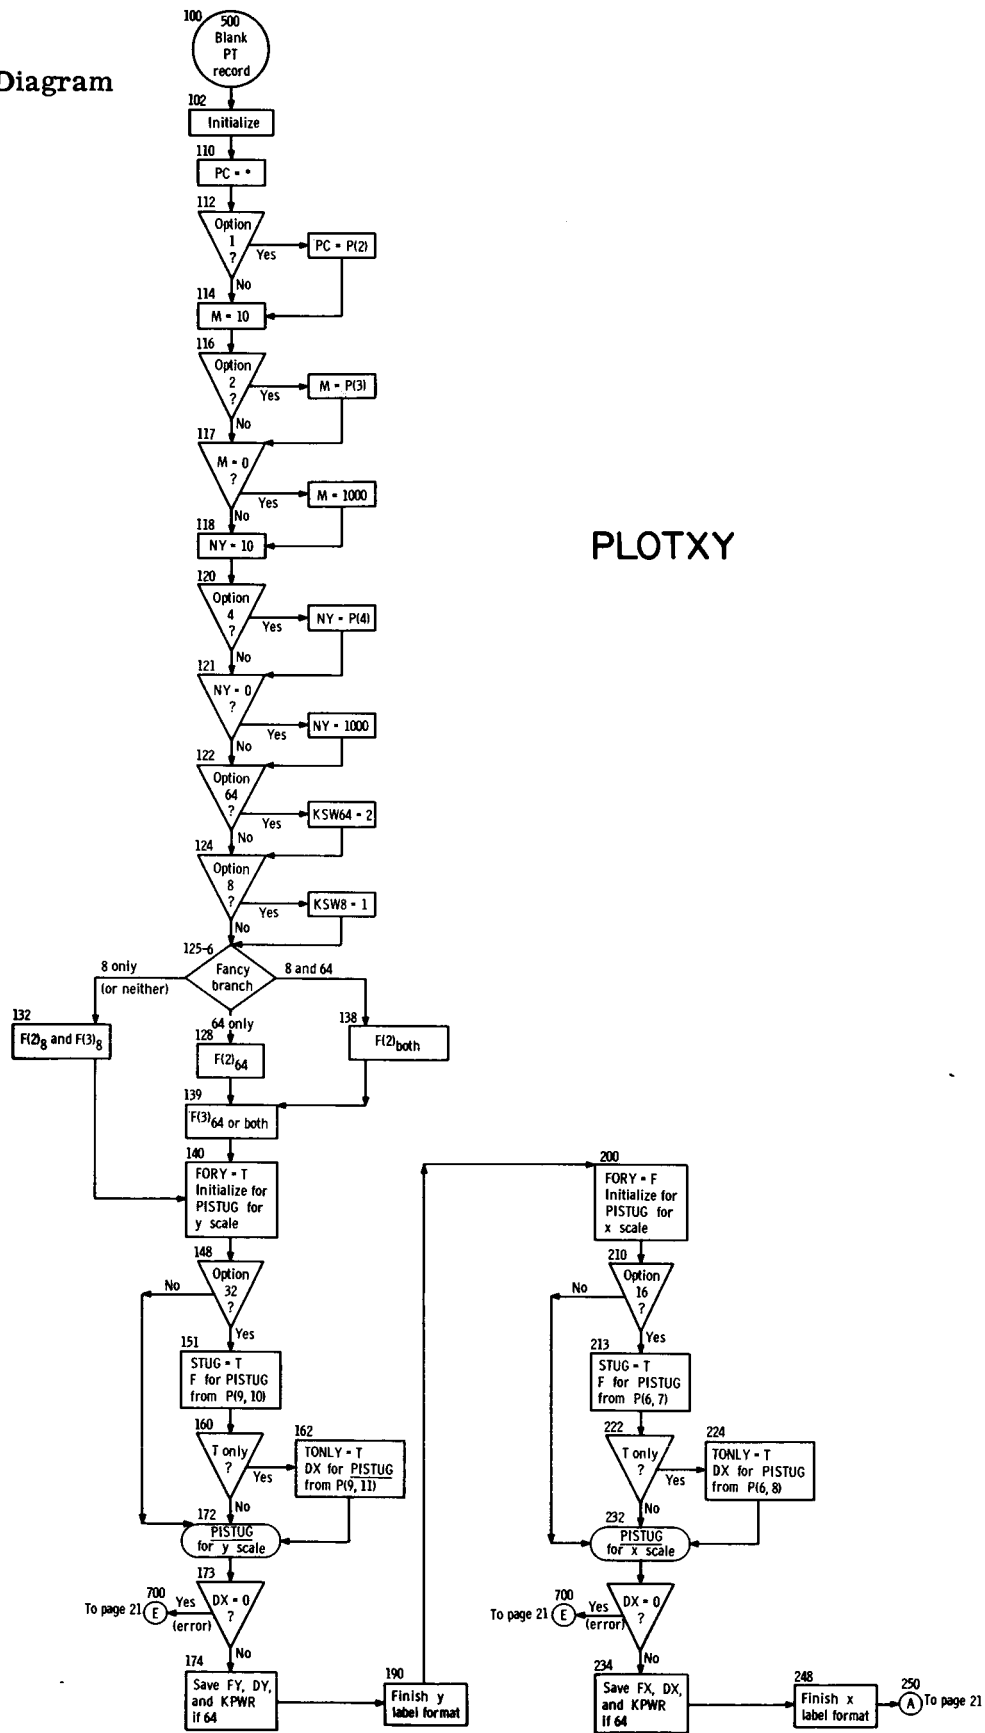 Diagram
100
500
Blank
PT
record
102
Initialize
110
PC = *
112
Option
1
?
Yes
PC = P(2)
No
114
M = 10
116
Option
2
?
Yes
M = P(3)
No
117
M = 0
?
Yes
M = 1000
No
118
NY = 10
PLOTXY
120
Option
4
?
Yes
NY = P(4)
No
121
NY = 0
?
Yes
NY = 1000
No
122
Option
64
?
Yes
KSW64 = 2
No
124
Option
8
?
Yes
KSW8 = 1
No
125-6
Fancy
branch
8 only
(or neither)
8 and 64
64 only
132
F(2)8 and F(3)8
128
F(2)64
138
F(2)both
139
F(3)64 or both
140
FORY = T
Initialize for
PISTUG for
y scale
148
Option
32
?
No
Yes
151
STUG = T
F for PISTUG
from P(9, 10)
160
T only
?
Yes
162
TONLY = T
DX for PISTUG
from P(9, 11)
No
172
PISTUG
for y scale
173
DX = 0
?
Yes
(error)
700
E
To page 21
No
174
Save FY, DY,
and KPWR
if 64
190
Finish y
label format
200
FORY = F
Initialize for
PISTUG for
x scale
210
Option
16
?
No
Yes
213
STUG = T
F for PISTUG
from P(6, 7)
222
T only
?
Yes
224
TONLY = T
DX for PISTUG
from P(6, 8)
No
232
PISTUG
for x scale
DX = 0
?
Yes
(error)
700
E
To page 21
No
234
Save FX, DX,
and KPWR
if 64
248
Finish x
label format
250
A
To page 21